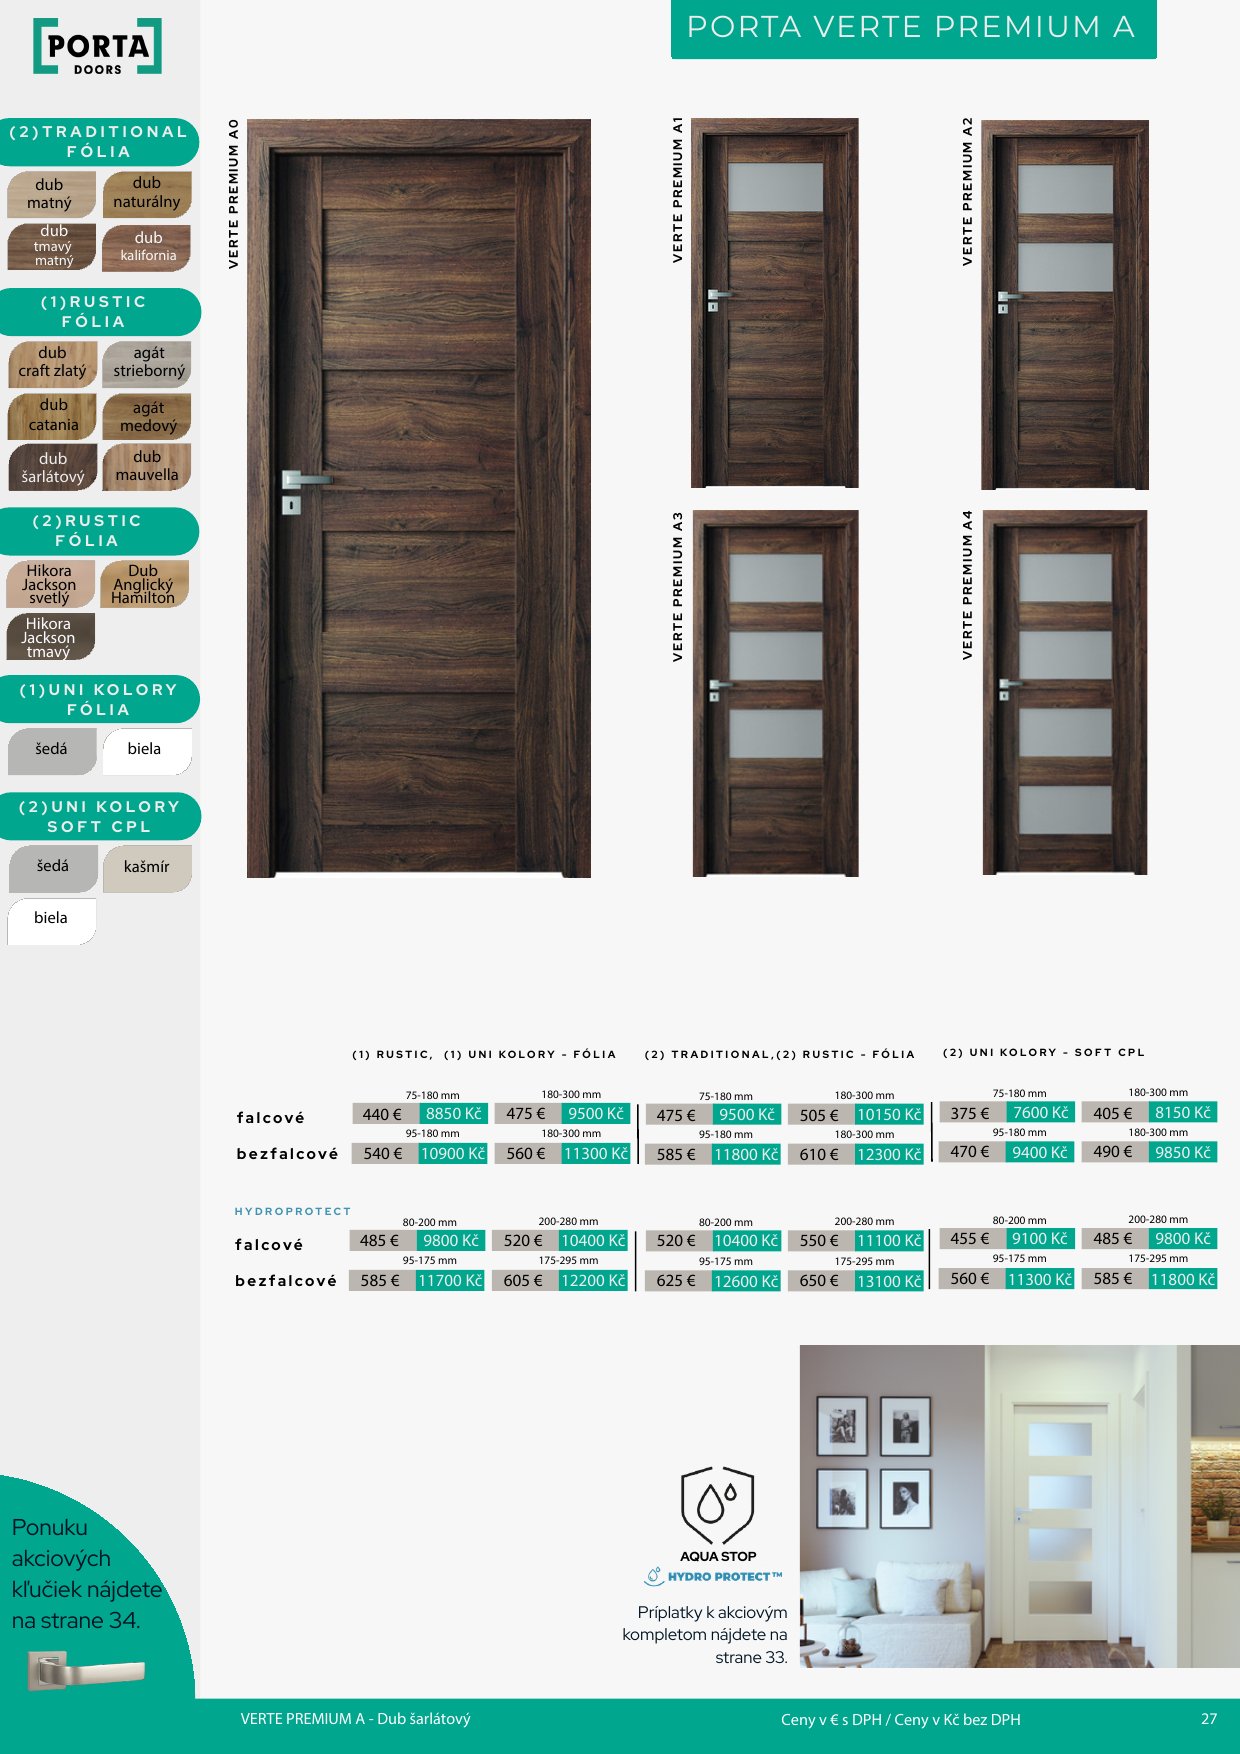 PORTA
DOORS
PORTA VERTE PREMIUM A
(2)TRADITIONAL
FÓLIA
dub
matný
dub
naturálny
dub
tmavý
matný
dub
kalifornia
(1)RUSTIC
FÓLIA
dub
craft zlatý
agát
strieborný
dub
catania
agát
medový
dub
šarlátový
dub
mauvella
(2)RUSTIC
FÓLIA
Hikora
Jackson
svetlý
Dub
Anglický
Hamilton
Hikora
Jackson
tmavý
(1)UNI KOLORY
FÓLIA
šedá
biela
(2)UNI KOLORY
SOFT CPL
šedá
kašmír
biela
VERTE PREMIUM A0
VERTE PREMIUM A1
VERTE PREMIUM A2
VERTE PREMIUM A3
VERTE PREMIUM A4
(1) RUSTIC, (1) UNI KOLORY - FÓLIA
(2) TRADITIONAL,(2) RUSTIC - FÓLIA
(2) UNI KOLORY - SOFT CPL
75-180 mm 180-300 mm 75-180 mm 180-300 mm 75-180 mm 180-300 mm
falcové 440 € 8850 Kč 475 € 9500 Kč 475 € 9500 Kč 505 € 10150 Kč 375 € 7600 Kč 405 € 8150 Kč
95-180 mm 180-300 mm 95-180 mm 180-300 mm 95-180 mm 180-300 mm
bezfalcové 540 € 10900 Kč 560 € 11300 Kč 585 € 11800 Kč 610 € 12300 Kč 470 € 9400 Kč 490 € 9850 Kč
HYDROPROTECT
80-200 mm 200-280 mm 80-200 mm 200-280 mm 80-200 mm 200-280 mm
falcové 485 € 9800 Kč 520 € 10400 Kč 520 € 10400 Kč 550 € 11100 Kč 455 € 9100 Kč 485 € 9800 Kč
95-175 mm 175-295 mm 95-175 mm 175-295 mm 95-175 mm 175-295 mm
bezfalcové 585 € 11700 Kč 605 € 12200 Kč 625 € 12600 Kč 650 € 13100 Kč 560 € 11300 Kč 585 € 11800 Kč
AQUA STOP
HYDRO PROTECT™
Príplatky k akciovým
kompletom nájdete na
strane 33.
Ponuku
akciových
kľučiek nájdete
na strane 34.
VERTE PREMIUM A - Dub šarlátový
Ceny v € s DPH / Ceny v Kč bez DPH
27